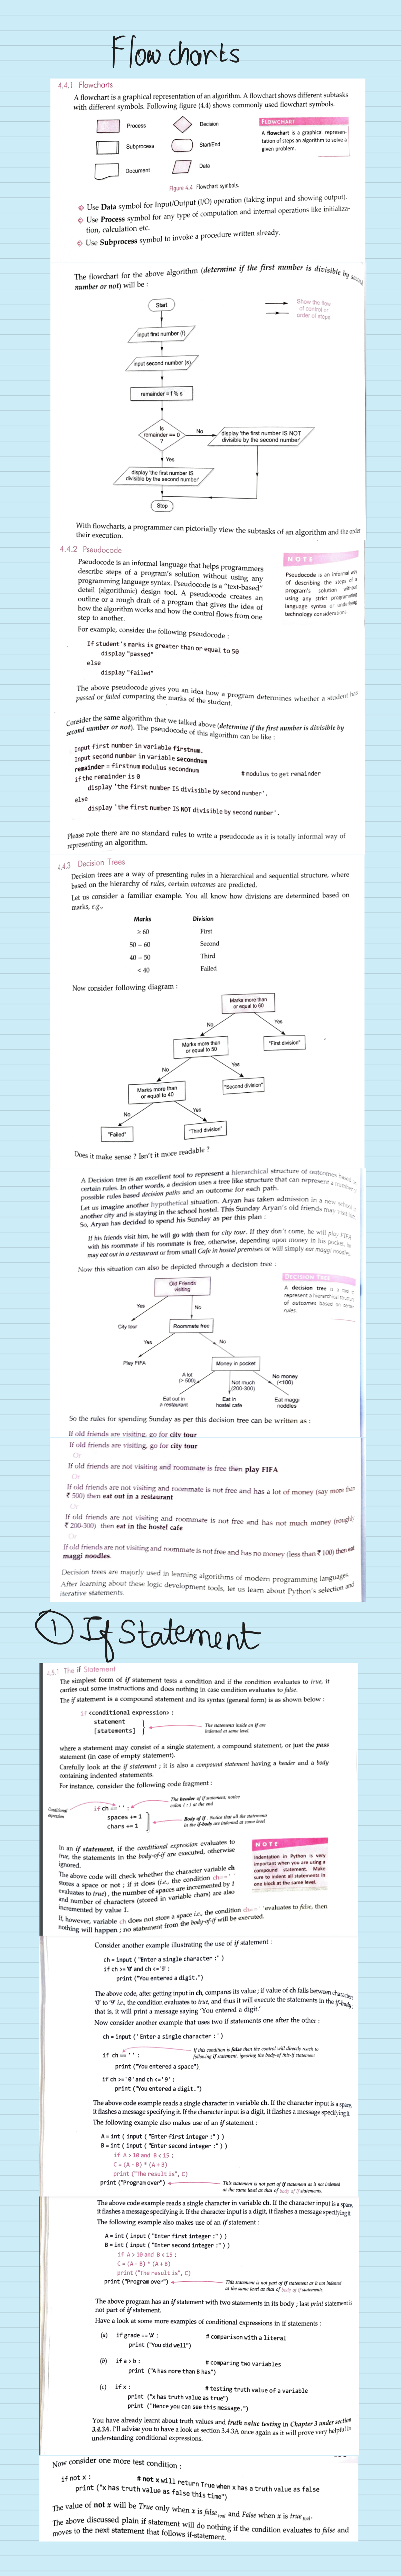 Flow charts
4.4.1 Flowcharts
A flowchart is a graphical representation of an algorithm. A flowchart shows different subtasks
with different symbols. Following figure (4.4) shows commonly used flowchart symbols.
Process
Decision
Subprocess
Start/End
Document
Data
FLOWCHART
A flowchart is a graphical represen-
tation of steps an algorithm to solve a
given problem.
Figure 4.4 Flowchart symbols.
Use Data symbol for Input/Output (I/O) operation (taking input and showing output).
Use Process symbol for any type of computation and internal operations like initializa-
tion, calculation etc.
Use Subprocess symbol to invoke a procedure written already.
The flowchart for the above algorithm (determine if the first number is divisible by second
number or not) will be :
Start
input first number (f)
input second number (s)
remainder = f % s
Is
remainder == 0
?
No
display 'the first number IS NOT
divisible by the second number'
Yes
display 'the first number IS
divisible by second number'
Stop
Show the flow
of control or
order of steps
With flowcharts, a programmer can pictorially view the subtasks of an algorithm and the order
their execution.
4.4.2 Pseudocode
Pseudocode is an informal language that helps programmers
describe steps of a program's solution without using any
programming language syntax. Pseudocode is a "text-based"
detail (algorithmic) design tool. A pseudocode creates an
outline or a rough draft of a program that gives the idea of
how the algorithm works and how the control flows from one
step to another.
NOTE
Pseudocode is an informal way
of describing the steps of a
program's solution without
using any strict programming
language syntax or underlying
technology considerations
For example, consider the following pseudocode :
If student's marks is greater than or equal to 50
display "passed"
else
display "failed"
The above pseudocode gives you an idea how a program determines whether a student has
passed or failed comparing the marks of the student.
Consider the same algorithm that we talked above (determine if the first number is divisible by
second number or not). The pseudocode of this algorithm can be like :
Input first number in variable firstnum.
Input second number in variable secondnum
remainder = firstnum modulus secondnum # modulus to get remainder
if the remainder is 0
display 'the first number IS divisible by second number'.
else
display 'the first number IS NOT divisible by second number'.
Please note there are no standard rules to write a pseudocode as it is totally informal way of
representing an algorithm.
4.4.3 Decision Trees
Decision trees are a way of presenting rules in a hierarchical and sequential structure, where
based on the hierarchy of rules, certain outcomes are predicted.
Let us consider a familiar example. You all know how divisions are determined based on
marks, e.g.,
Marks Division
≥ 60 First
50 – 60 Second
40 – 50 Third
< 40 Failed
Now consider following diagram :
Marks more than
or equal to 60
No
Yes
Marks more than
or equal to 50
"First division"
No
Yes
Marks more than
or equal to 40
"Second division"
No
Yes
"Failed"
"Third division"
Does it make sense ? Isn't it more readable ?
A Decision tree is an excellent tool to represent a hierarchical structure of outcomes based on
certain rules. In other words, a decision uses a tree like structure that can represent a number of
possible rules based decision paths and an outcome for each path.
Let us imagine another hypothetical situation. Aryan has taken admission in a new school
another city and is staying in the school hostel. This Sunday Aryan's old friends may visit him
So, Aryan has decided to spend his Sunday as per this plan :
If his friends visit him, he will go with them for city tour. If they don't come, he will play FIFA
with his roommate if his roommate is free, otherwise, depending upon money in his pocket, he
may eat out in a restaurant or from small Cafe in hostel premises or will simply eat maggi noodles.
Now this situation can also be depicted through a decision tree :
DECISION TREE
A decision tree is a tool to
represent a hierarchical structure
of outcomes based on certain
rules.
Old Friends
visiting
Yes
No
City tour
Roommate free
Yes
No
Play FIFA
Money in pocket
A lot
(> 500)
Not much
(200-300)
No money
(<100)
Eat out in
a restaurant
Eat in
hostel cafe
Eat maggi
noddles
So the rules for spending Sunday as per this decision tree can be written as :
If old friends are visiting, go for city tour
If old friends are visiting, go for city tour
Or
If old friends are not visiting and roommate is free then play FIFA
Or
If old friends are not visiting and roommate is not free and has a lot of money (say more that
₹ 500) then eat out in a restaurant
Or
If old friends are not visiting and roommate is not free and has not much money (roughly
₹ 200-300) then eat in the hostel cafe
Or
If old friends are not visiting and roommate is not free and has no money (less than ₹ 100) then eat
maggi noodles.
Decision trees are majorly used in learning algorithms of modern programming languages.
After learning about these logic development tools, let us learn about Python's selection and
iterative statements.
① If Statement
4.5.1 The if Statement
The simplest form of if statement tests a condition and if the condition evaluates to true, it
carries out some instructions and does nothing in case condition evaluates to false.
The if statement is a compound statement and its syntax (general form) is as shown below :
if <conditional expression> :
statement
[statements]
The statements inside an if are
indented at same level.
where a statement may consist of a single statement, a compound statement, or just the pass
statement (in case of empty statement).
Carefully look at the if statement ; it is also a compound statement having a header and a body
containing indented statements.
For instance, consider the following code fragment :
Conditional
expression
if ch == ' ' :
spaces += 1
chars += 1
The header of if statement; notice
colon ( : ) at the end
Body of if. Notice that all the statements
in the if-body are indented at same level
In an if statement, if the conditional expression evaluates to
true, the statements in the body-of-if are executed, otherwise
ignored.
The above code will check whether the character variable ch
stores a space or not ; if it does (i.e., the condition ch==' '
evaluates to true) , the number of spaces are incremented by 1
and number of characters (stored in variable chars) are also
incremented by value 1.
NOTE
Indentation in Python is very
important when you are using a
compound statement. Make
sure to indent all statements in
one block at the same level.
If, however, variable ch does not store a space i.e., the condition ch==' ' evaluates to false, then
nothing will happen ; no statement from the body-of-if will be executed.
Consider another example illustrating the use of if statement :
ch = input ( "Enter a single character :" )
if ch >= '0' and ch <= '9' :
print ("You entered a digit.")
The above code, after getting input in ch, compares its value ; if value of ch falls between characters
'0' to '9' i.e., the condition evaluates to true, and thus it will execute the statements in the if-body ;
that is, it will print a message saying 'You entered a digit.'
Now consider another example that uses two if statements one after the other :
ch = input ( 'Enter a single character : ' )
if ch == ' ' :
If this condition is false then the control will directly reach to
following if statement, ignoring the body-of-this-if statement
print ("You entered a space")
if ch >= '0' and ch <= '9' :
print ("You entered a digit.")
The above code example reads a single character in variable ch. If the character input is a space,
it flashes a message specifying it. If the character input is a digit, it flashes a message specifying it.
The following example also makes use of an if statement :
A = int ( input ( "Enter first integer :" ) )
B = int ( input ( "Enter second integer :" ) )
if A > 10 and B < 15 :
C = (A - B) * (A + B)
print ("The result is", C)
print ("Program over")
This statement is not part of if statement as it not indented
at the same level as that of body of if statements.
The above code example reads a single character in variable ch. If the character input is a space,
it flashes a message specifying it. If the character input is a digit, it flashes a message specifying it.
The following example also makes use of an if statement :
A = int ( input ( "Enter first integer :" ) )
B = int ( input ( "Enter second integer :" ) )
if A > 10 and B < 15 :
C = (A - B) * (A + B)
print ("The result is", C)
print ("Program over")
This statement is not part of if statement as it not indented
at the same level as that of body of if statements.
The above program has an if statement with two statements in its body ; last print statement is
not part of if statement.
Have a look at some more examples of conditional expressions in if statements :
(a) if grade == 'A' : # comparison with a literal
print ("You did well")
(b) if a > b : # comparing two variables
print ("A has more than B has")
(c) if x : # testing truth value of a variable
print ("x has truth value as true")
print ("Hence you can see this message.")
You have already learnt about truth values and truth value testing in Chapter 3 under section
3.4.3A. I'll advise you to have a look at section 3.4.3A once again as it will prove very helpful in
understanding conditional expressions.
Now consider one more test condition :
if not x : # not x will return True when x has a truth value as false
print ("x has truth value as false this time")
The value of not x will be True only when x is false tval and False when x is true tval.
The above discussed plain if statement will do nothing if the condition evaluates to false and
moves to the next statement that follows if-statement.